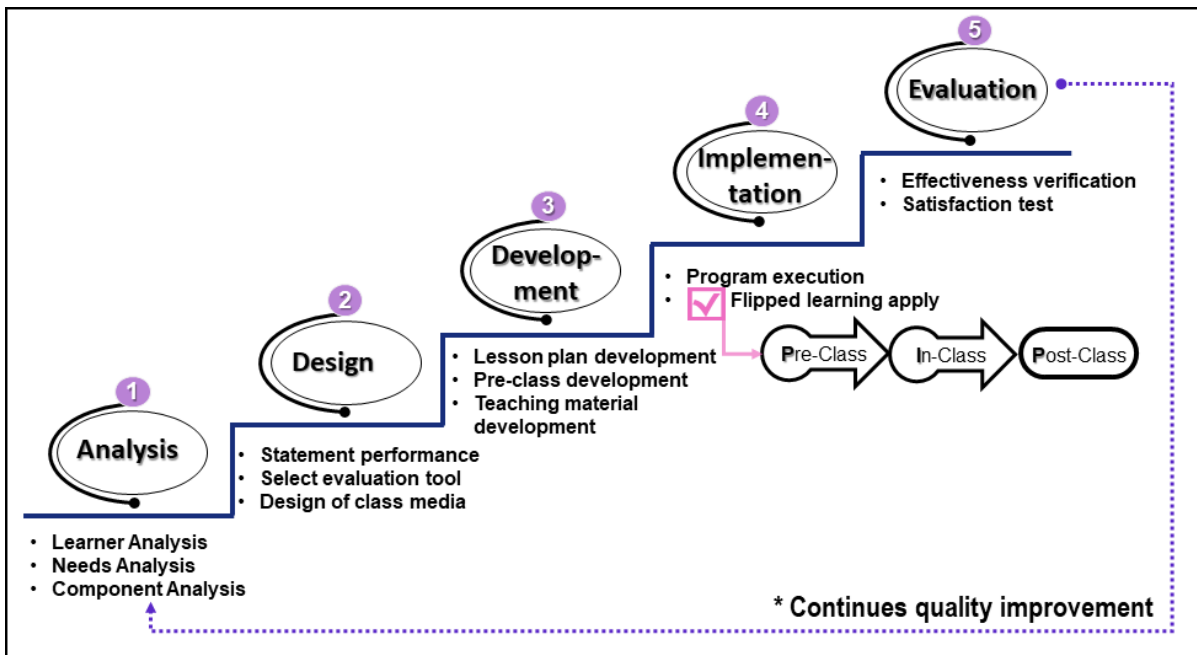 1
Analysis
• Learner Analysis
• Needs Analysis
• Component Analysis
2
Design
• Statement performance
• Select evaluation tool
• Design of class media
3
Develop-
ment
• Lesson plan development
• Pre-class development
• Teaching material
development
4
Implemen-
tation
• Program execution
• Flipped learning apply
Pre-Class
In-Class
Post-Class
5
Evaluation
• Effectiveness verification
• Satisfaction test
* Continues quality improvement